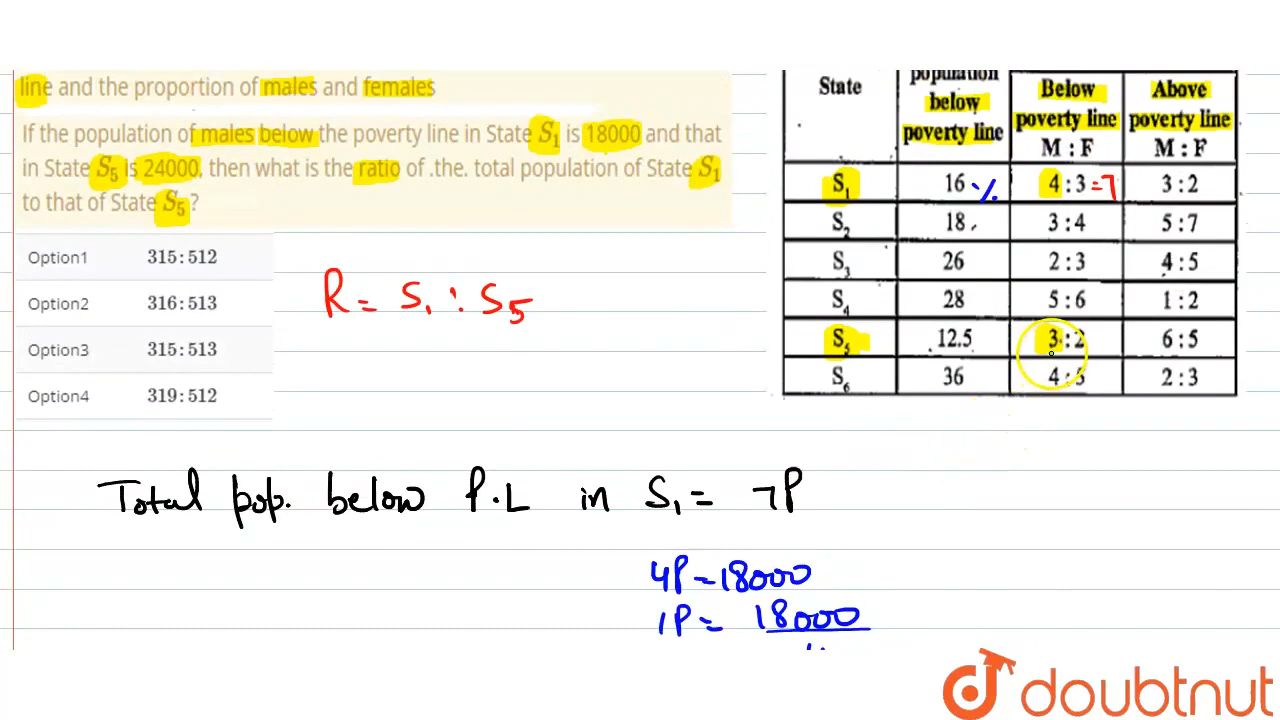 line and the proportion of males and females
If the population of males below the poverty line in State S₁ is 18000 and that
in State S₅ is 24000, then what is the ratio of .the. total population of State S₁
to that of State S₅ ?
Option1 315 : 512
Option2 316 : 513
Option3 315 : 513
Option4 319 : 512
R = S₁ : S₅
State population below poverty line Below poverty line M : F Above poverty line M : F
S₁ 16 % 4 : 3 = 7 3 : 2
S₂ 18 3 : 4 5 : 7
S₃ 26 2 : 3 4 : 5
S₄ 28 5 : 6 1 : 2
S₅ 12.5 3 : 2 6 : 5
S₆ 36 4 : 5 2 : 3
Total pop. below P.L in S₁ = 7P
4P = 18000
1P = 18000
doubtnut